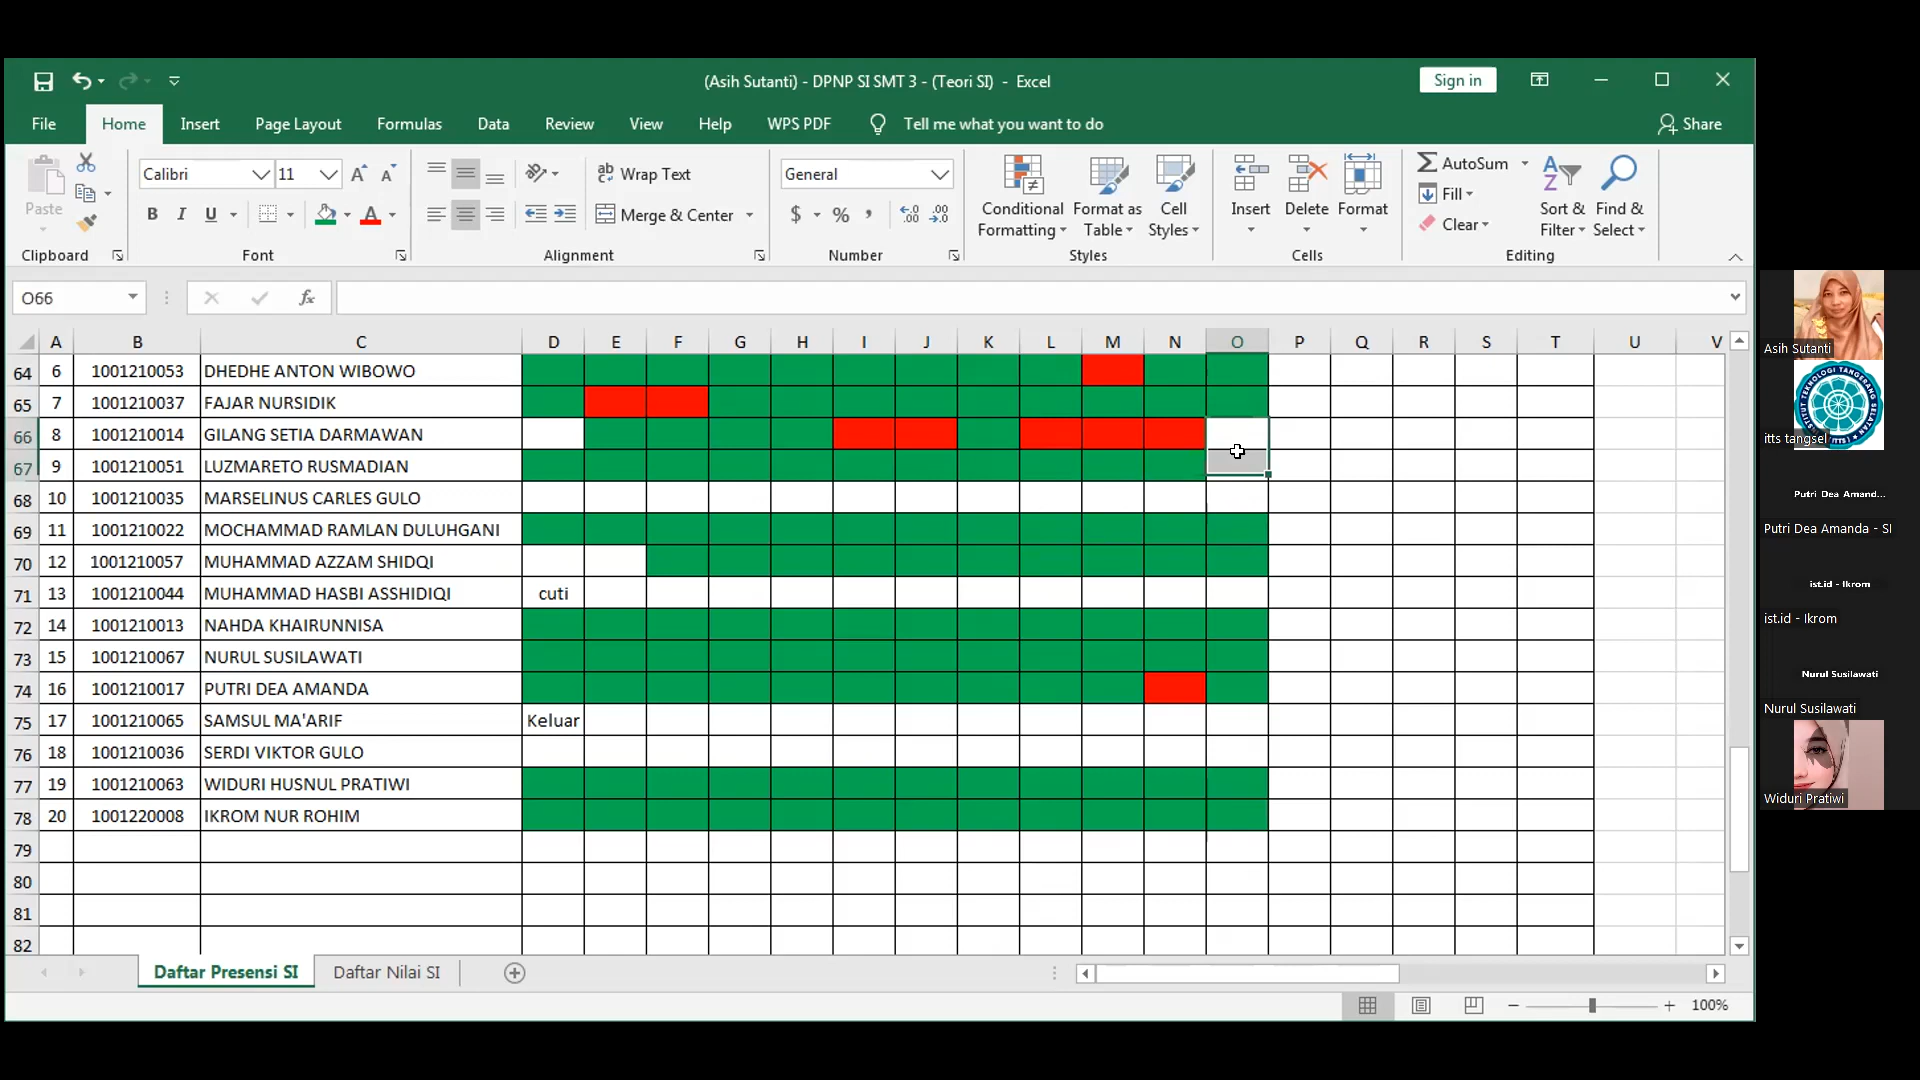 (Asih Sutanti) - DPNP SI SMT 3 - (Teori SI) - Excel
Sign in
File Home Insert Page Layout Formulas Data Review View Help WPS PDF Tell me what you want to do Share
Paste
Calibri 11
B I U
Wrap Text
Merge & Center
General
$ % ,
Conditional Formatting
Format as Table
Cell Styles
Insert
Delete
Format
AutoSum
Fill
Clear
Sort & Filter
Find & Select
Clipboard Font Alignment Number Styles Cells Editing
O66
fx
A B C D E F G H I J K L M N O P Q R S T U V
64 6 1001210053 DHEDHE ANTON WIBOWO
65 7 1001210037 FAJAR NURSIDIK
66 8 1001210014 GILANG SETIA DARMAWAN
67 9 1001210051 LUZMARETO RUSMADIAN
68 10 1001210035 MARSELINUS CARLES GULO
69 11 1001210022 MOCHAMMAD RAMLAN DULUHGANI
70 12 1001210057 MUHAMMAD AZZAM SHIDQI
71 13 1001210044 MUHAMMAD HASBI ASSHIDIQI cuti
72 14 1001210013 NAHDA KHAIRUNNISA
73 15 1001210067 NURUL SUSILAWATI
74 16 1001210017 PUTRI DEA AMANDA
75 17 1001210065 SAMSUL MA'ARIF Keluar
76 18 1001210036 SERDI VIKTOR GULO
77 19 1001210063 WIDURI HUSNUL PRATIWI
78 20 1001220008 IKROM NUR ROHIM
79
80
81
82
Daftar Presensi SI Daftar Nilai SI
100%
Asih Sutanti
itts tangsel
Putri Dea Amand...
Putri Dea Amanda - SI
ist.id - Ikrom
ist.id - Ikrom
Nurul Susilawati
Nurul Susilawati
Widuri Pratiwi